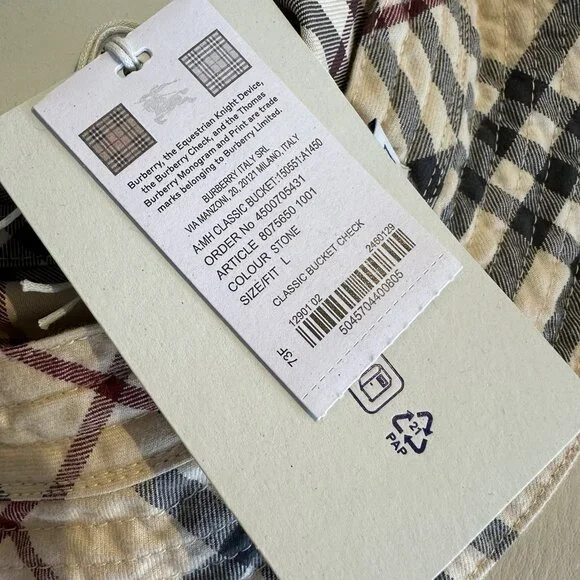 Burberry, the Equestrian Knight Device,
the Burberry Check, and the Thomas
Burberry Monogram and Print are trade
marks belonging to Burberry Limited.
BURBERRY ITALY SRL
VIA MANZONI, 20, 20121 MILANO, ITALY
A:MH CLASSIC BUCKET:150551:A1450
ORDER NO 4500705431
ARTICLE 8075650 1001
COLOUR STONE
SIZE/FIT L
CLASSIC BUCKET CHECK
12901 02
2460129
5045704400805
73F
21
PAP